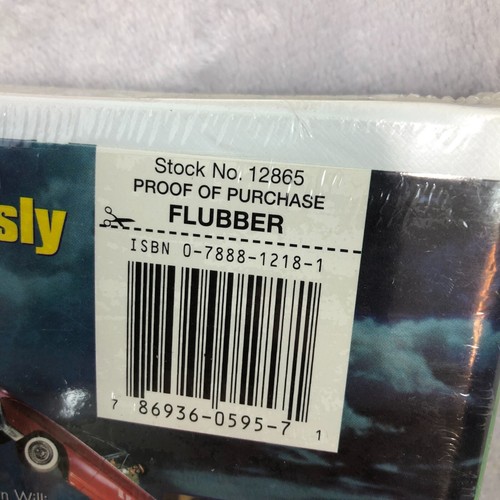 Stock No. 12865
PROOF OF PURCHASE
FLUBBER
sly
ISBN 0-7888-1218-1
7 86936-0595-7 1